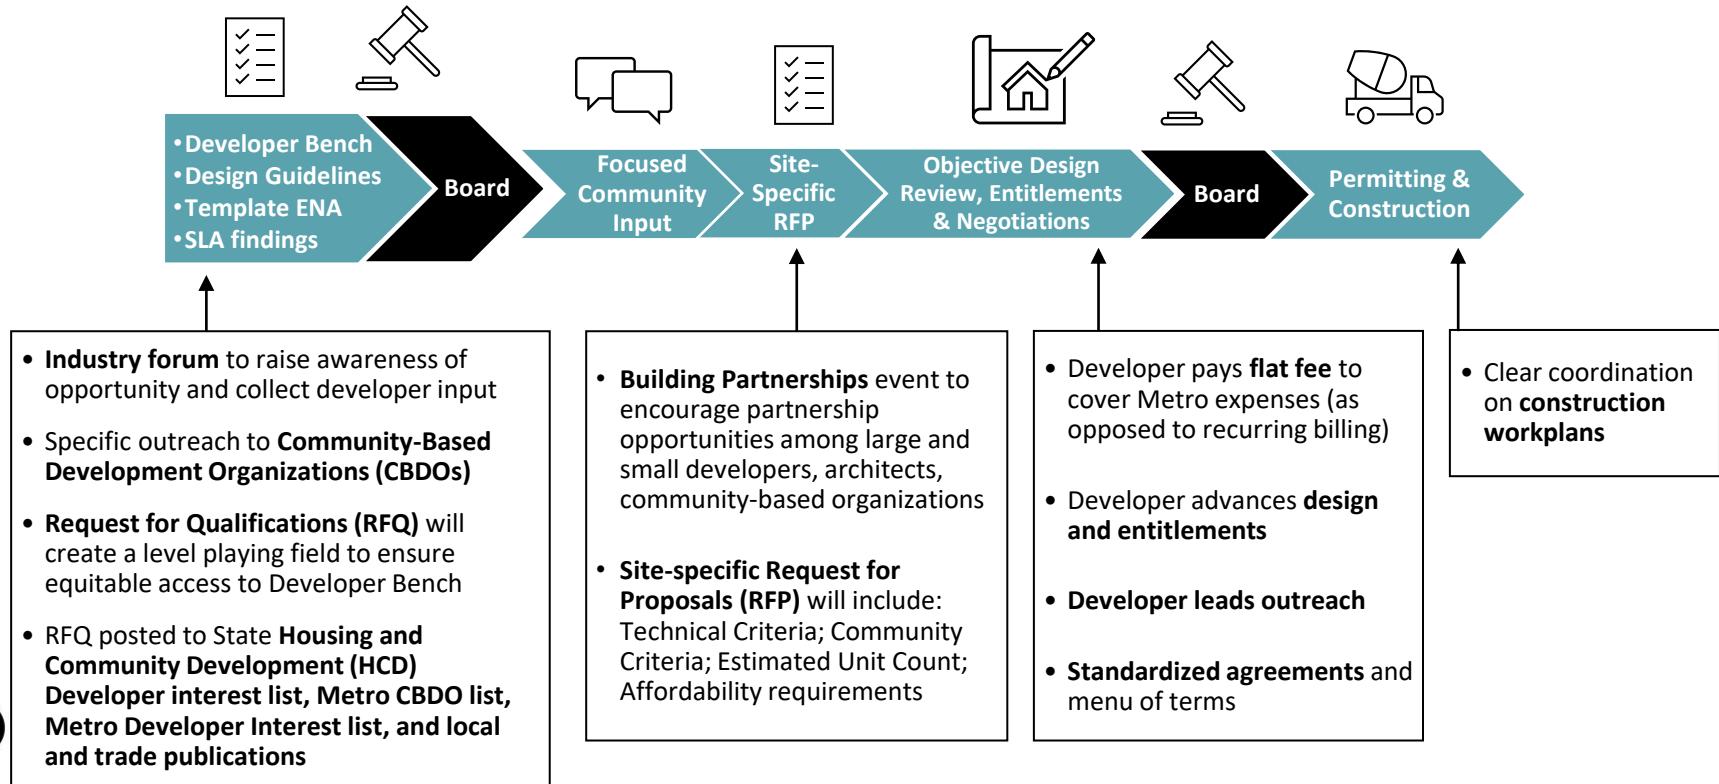 •Developer Bench
•Design Guidelines
•Template ENA
•SLA findings
Board
Focused
Community
Input
Site-
Specific
RFP
Objective Design
Review, Entitlements
& Negotiations
Board
Permitting &
Construction
• Industry forum to raise awareness of
opportunity and collect developer input
• Specific outreach to Community-Based
Development Organizations (CBDOs)
• Request for Qualifications (RFQ) will
create a level playing field to ensure
equitable access to Developer Bench
• RFQ posted to State Housing and
Community Development (HCD)
Developer interest list, Metro CBDO list,
Metro Developer Interest list, and local
and trade publications
• Building Partnerships event to
encourage partnership
opportunities among large and
small developers, architects,
community-based organizations
• Site-specific Request for
Proposals (RFP) will include:
Technical Criteria; Community
Criteria; Estimated Unit Count;
Affordability requirements
• Developer pays flat fee to
cover Metro expenses (as
opposed to recurring billing)
• Developer advances design
and entitlements
• Developer leads outreach
• Standardized agreements and
menu of terms
• Clear coordination
on construction
workplans